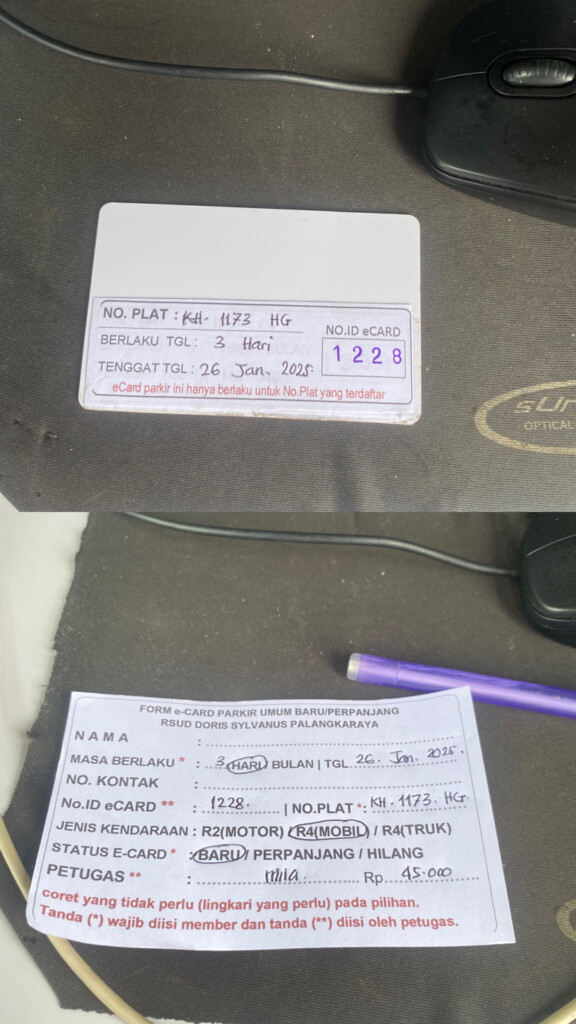 NO. PLAT : KH. 1173 HG
BERLAKU TGL : 3 Hari
NO.ID eCARD
1228
TENGGAT TGL : 26 Jan. 2025.
eCard parkir ini hanya berlaku untuk No.Plat yang terdaftar
OPTICAL
FORM e-CARD PARKIR UMUM BARU/PERPANJANG
RSUD DORIS SYLVANUS PALANGKARAYA
NAMA :
MASA BERLAKU * : 3 HARI BULAN | TGL 26. Jan. 2025.
NO. KONTAK :
No.ID eCARD ** : 1228. | NO.PLAT *: KH. 1173. HG.
JENIS KENDARAAN : R2(MOTOR) / R4(MOBIL) / R4(TRUK)
STATUS E-CARD * : BARU / PERPANJANG / HILANG
PETUGAS ** : mila Rp. 45.000
coret yang tidak perlu (lingkari yang perlu) pada pilihan.
Tanda (*) wajib diisi member dan tanda (**) diisi oleh petugas.